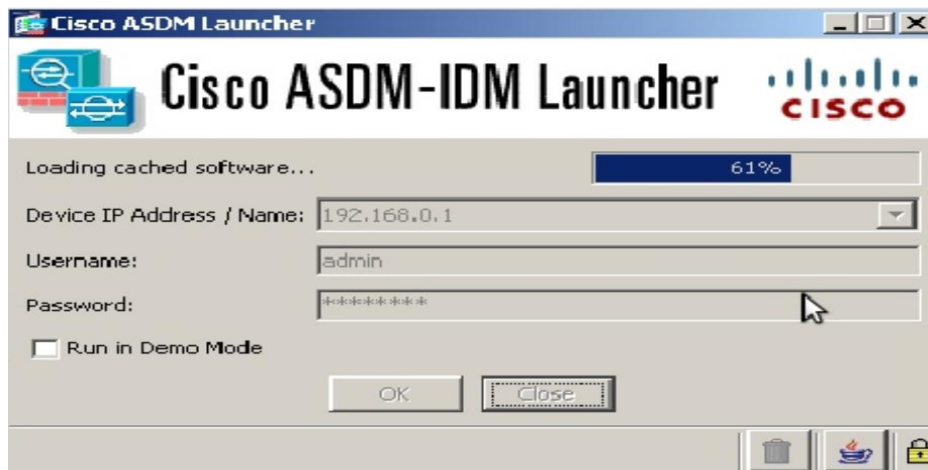 Cisco ASDM Launcher
Cisco ASDM-IDM Launcher
CISCO
Loading cached software...
61%
Device IP Address / Name: 192.168.0.1
Username: admin
Password: ********
Run in Demo Mode
OK Close